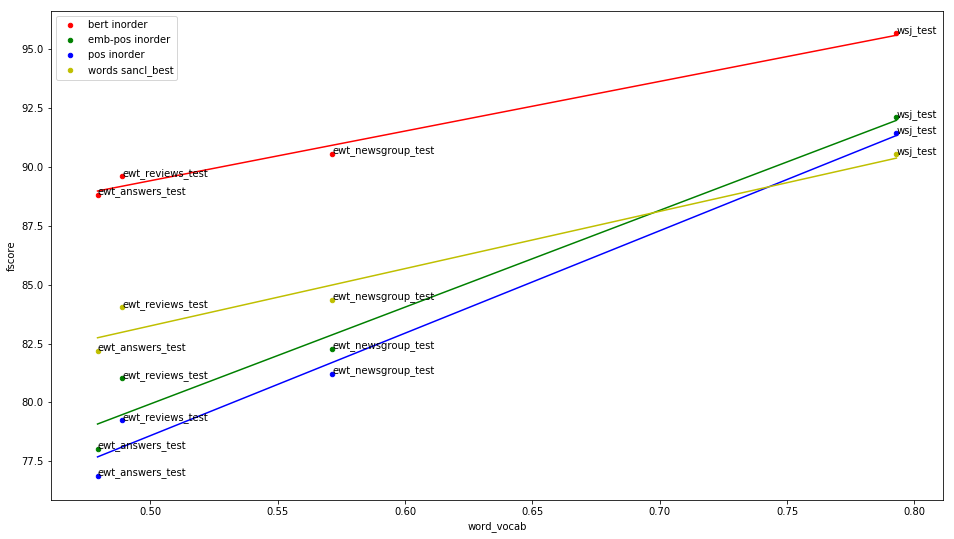 bert inorder
emb-pos inorder
pos inorder
words sancl_best
95.0
92.5
90.0
87.5
85.0
82.5
80.0
77.5
fscore
wsj_test
wsj_test
wsj_test
wsj_test
ewt_newsgroup_test
ewt_reviews_test
ewt_answers_test
ewt_reviews_test
ewt_newsgroup_test
ewt_answers_test
ewt_newsgroup_test
ewt_reviews_test
ewt_newsgroup_test
ewt_reviews_test
ewt_answers_test
ewt_answers_test
0.50 0.55 0.60 0.65 0.70 0.75 0.80
word_vocab